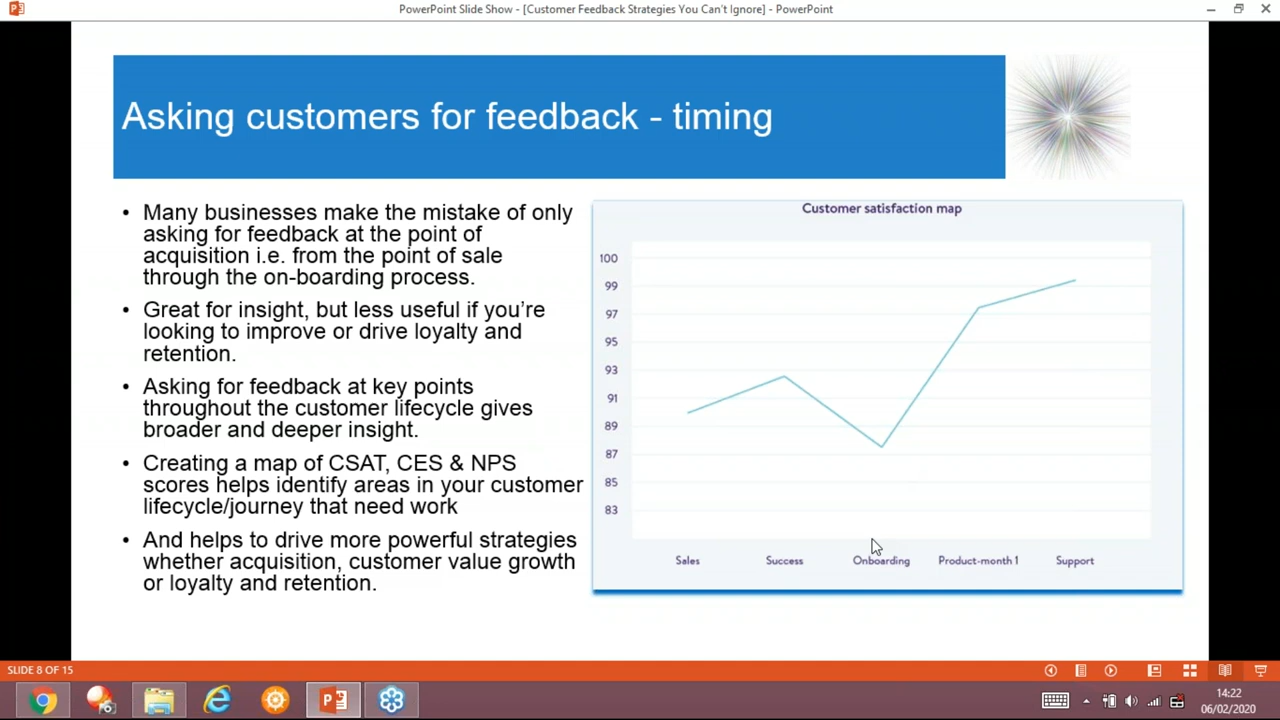 PowerPoint Slide Show - [Customer Feedback Strategies You Can't Ignore] - PowerPoint
Asking customers for feedback - timing
• Many businesses make the mistake of only
asking for feedback at the point of
acquisition i.e. from the point of sale
through the on-boarding process.
• Great for insight, but less useful if you're
looking to improve or drive loyalty and
retention.
• Asking for feedback at key points
throughout the customer lifecycle gives
broader and deeper insight.
• Creating a map of CSAT, CES & NPS
scores helps identify areas in your customer
lifecycle/journey that need work
• And helps to drive more powerful strategies
whether acquisition, customer value growth
or loyalty and retention.
Customer satisfaction map
100
99
97
95
93
91
89
87
85
83
Sales Success Onboarding Product-month 1 Support
SLIDE 8 OF 15
14:22
06/02/2020